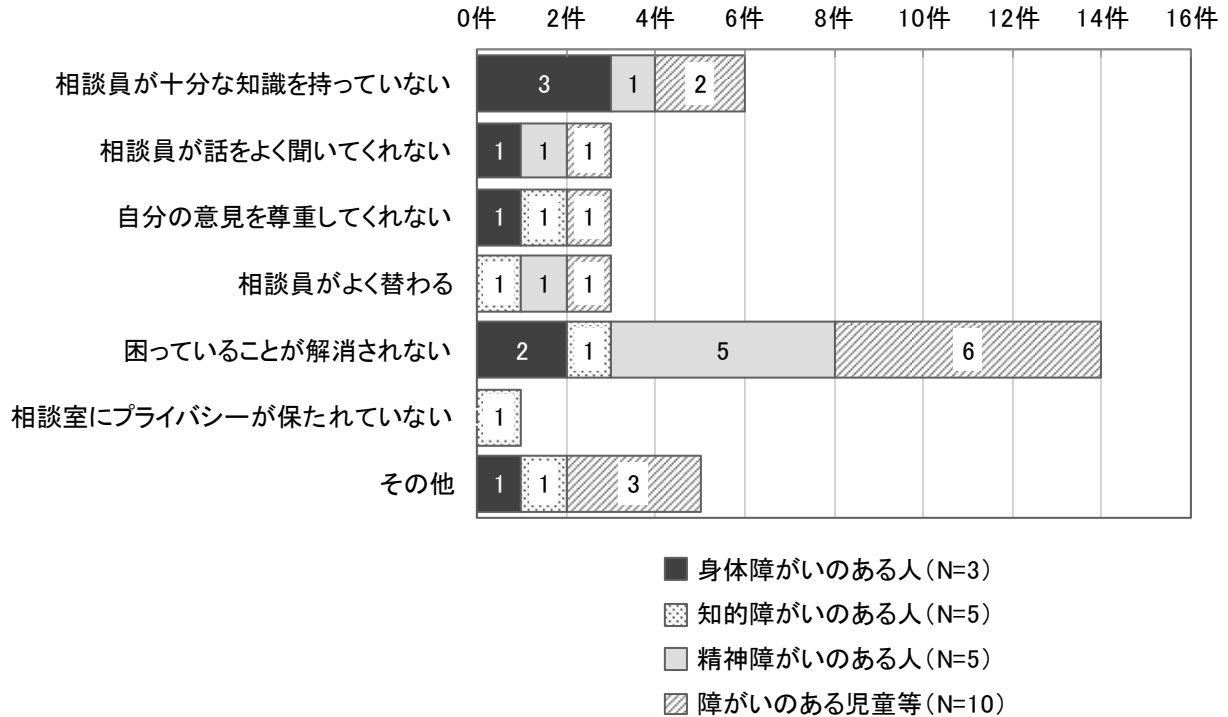 0件 2件 4件 6件 8件 10件 12件 14件 16件
相談員が十分な知識を持っていない 3 1 2
相談員が話をよく聞いてくれない 1 1 1
自分の意見を尊重してくれない 1 1 1
相談員がよく替わる 1 1 1
困っていることが解消されない 2 1 5 6
相談室にプライバシーが保たれていない 1
その他 1 1 3
身体障がいのある人(N=3)
知的障がいのある人(N=5)
精神障がいのある人(N=5)
障がいのある児童等(N=10)